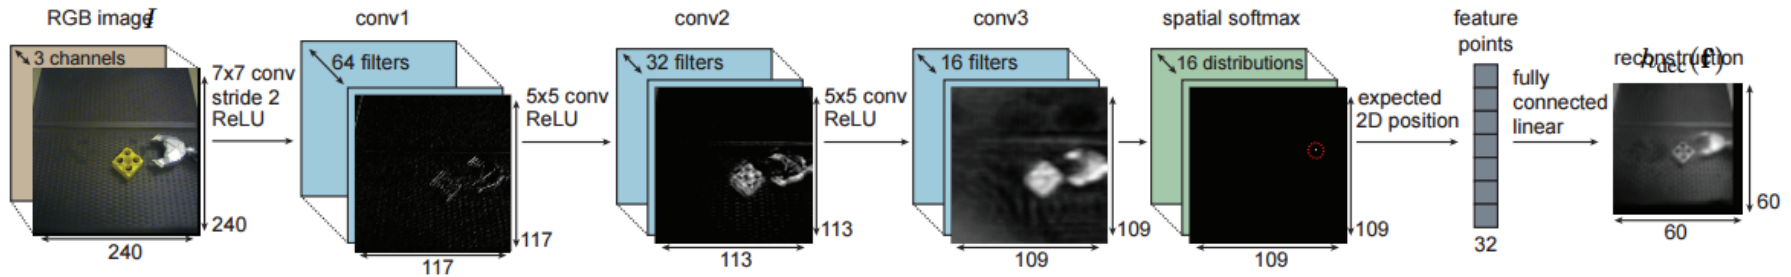 RGB image I
3 channels
240
240
7x7 conv
stride 2
ReLU
conv1
64 filters
117
117
5x5 conv
ReLU
conv2
32 filters
113
113
5x5 conv
ReLU
conv3
16 filters
109
109
spatial softmax
16 distributions
109
109
expected
2D position
feature
points
32
fully
connected
linear
reconstruction
h_dec(f)
60
60